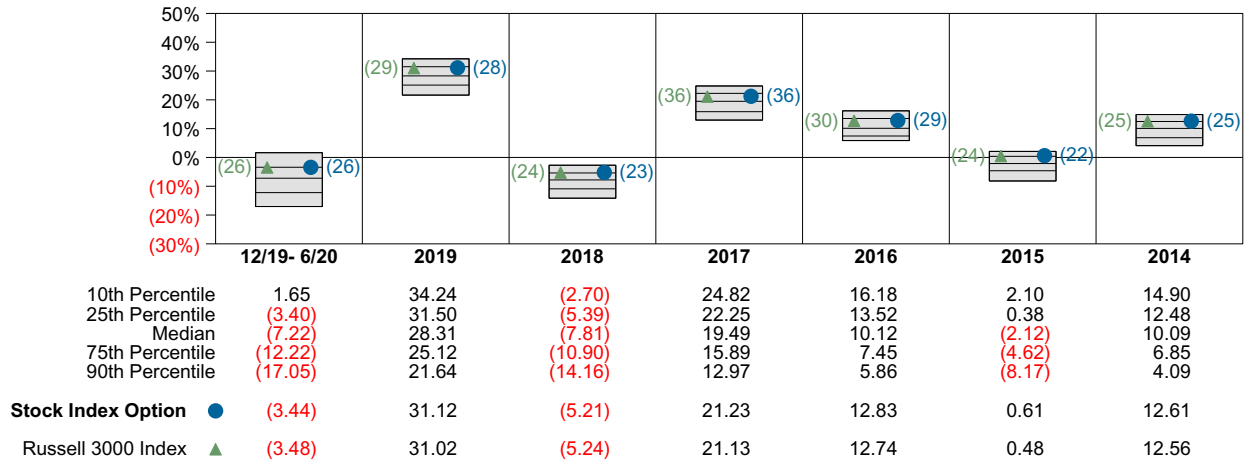 50%
40%
30%
20%
10%
0%
(10%)
(20%)
(30%)
(26) (26)
(29) (28)
(24) (23)
(36) (36)
(30) (29)
(24) (22)
(25) (25)
12/19- 6/20 2019 2018 2017 2016 2015 2014
10th Percentile 1.65 34.24 (2.70) 24.82 16.18 2.10 14.90
25th Percentile (3.40) 31.50 (5.39) 22.25 13.52 0.38 12.48
Median (7.22) 28.31 (7.81) 19.49 10.12 (2.12) 10.09
75th Percentile (12.22) 25.12 (10.90) 15.89 7.45 (4.62) 6.85
90th Percentile (17.05) 21.64 (14.16) 12.97 5.86 (8.17) 4.09
Stock Index Option (3.44) 31.12 (5.21) 21.23 12.83 0.61 12.61
Russell 3000 Index (3.48) 31.02 (5.24) 21.13 12.74 0.48 12.56